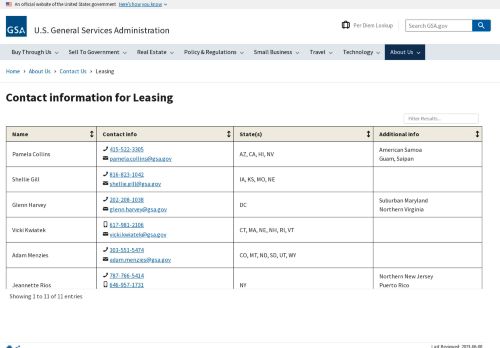 An official website of the United States government Here's how you know
GSA
U.S. General Services Administration
Per Diem Lookup
Search GSA.gov
Buy Through Us Sell To Government Real Estate Policy & Regulations Small Business Travel Technology About Us
Home > About Us > Contact Us > Leasing
Contact information for Leasing
Filter Results...
Name Contact info State(s) Additional info
Pamela Collins
415-522-3305
pamela.collins@gsa.gov
AZ, CA, HI, NV
American Samoa
Guam, Saipan
Shellie Gill
816-823-1042
shellie.gill@gsa.gov
IA, KS, MO, NE
Glenn Harvey
202-208-1038
glenn.harvey@gsa.gov
DC
Suburban Maryland
Northern Virginia
Vicki Kwiatek
617-981-2106
vicki.kwiatek@gsa.gov
CT, MA, NE, NH, RI, VT
Adam Menzies
301-551-5474
adam.menzies@gsa.gov
CO, MT, ND, SD, UT, WY
Jeannette Rios
787-766-5414
646-957-1731
NY
Northern New Jersey
Puerto Rico
Showing 1 to 11 of 11 entries
Last Reviewed: